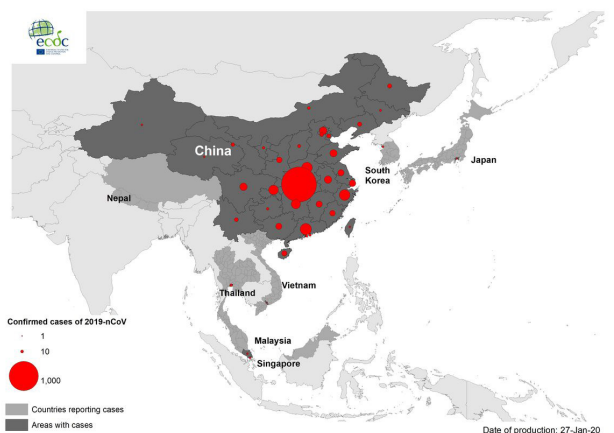 ecdc
China
South
Korea
Japan
Nepal
Vietnam
Thailand
Malaysia
Singapore
Confirmed cases of 2019-nCoV
1
10
1,000
Countries reporting cases
Areas with cases
Date of production: 27-Jan-20